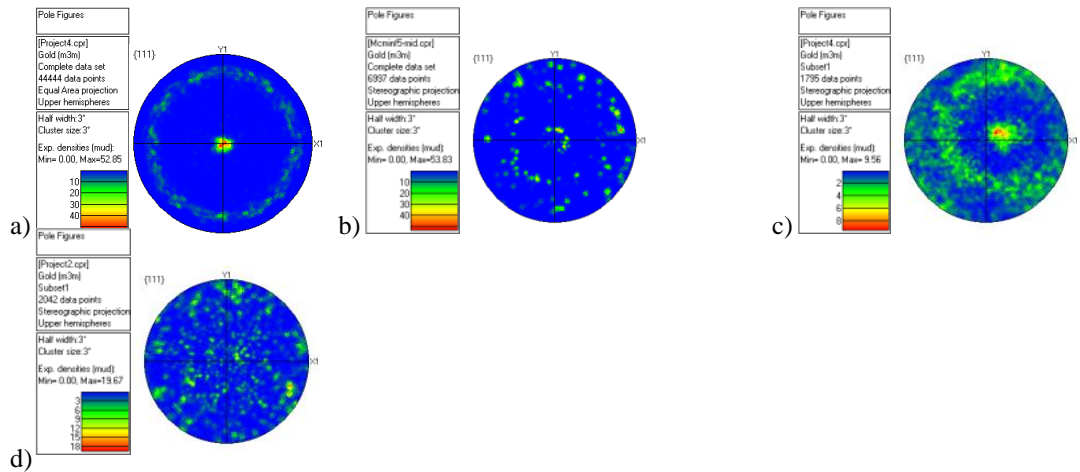 Pole Figures
[Project4.cpr]
Gold (m3m)
Complete data set
44444 data points
Equal Area projection
Upper hemispheres
Half width:3°
Cluster size:3°
Exp. densities (mud):
Min= 0.00, Max=52.85
10
20
30
40
{111}
Y1
X1
a)
Pole Figures
[Mcminf5-mid.cpr]
Gold (m3m)
Complete data set
6997 data points
Stereographic projection
Upper hemispheres
Half width:3°
Cluster size:3°
Exp. densities (mud):
Min= 0.00, Max=53.83
10
20
30
40
{111}
Y1
X1
b)
Pole Figures
[Project4.cpr]
Gold (m3m)
Subset1
1795 data points
Stereographic projection
Upper hemispheres
Half width:3°
Cluster size:3°
Exp. densities (mud):
Min= 0.00, Max= 9.56
2
4
6
8
{111}
Y1
X1
c)
Pole Figures
[Project2.cpr]
Gold (m3m)
Subset1
2042 data points
Stereographic projection
Upper hemispheres
Half width:3°
Cluster size:3°
Exp. densities (mud):
Min= 0.00, Max=19.67
3
6
9
12
15
18
{111}
Y1
X1
d)